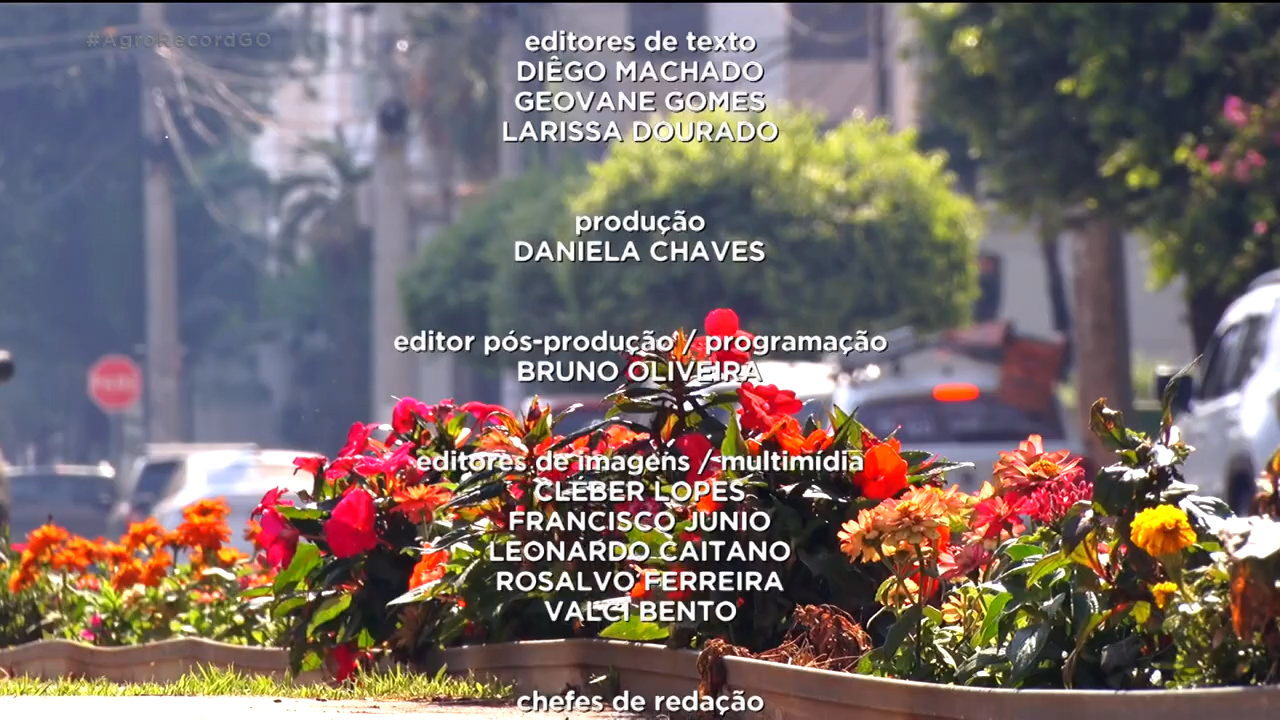 #AgroRecordGO
editores de texto
DIÊGO MACHADO
GEOVANE GOMES
LARISSA DOURADO
produção
DANIELA CHAVES
editor pós-produção / programação
BRUNO OLIVEIRA
editores de imagens / multimídia
CLÉBER LOPES
FRANCISCO JUNIO
LEONARDO CAITANO
ROSALVO FERREIRA
VALCI BENTO
chefes de redação